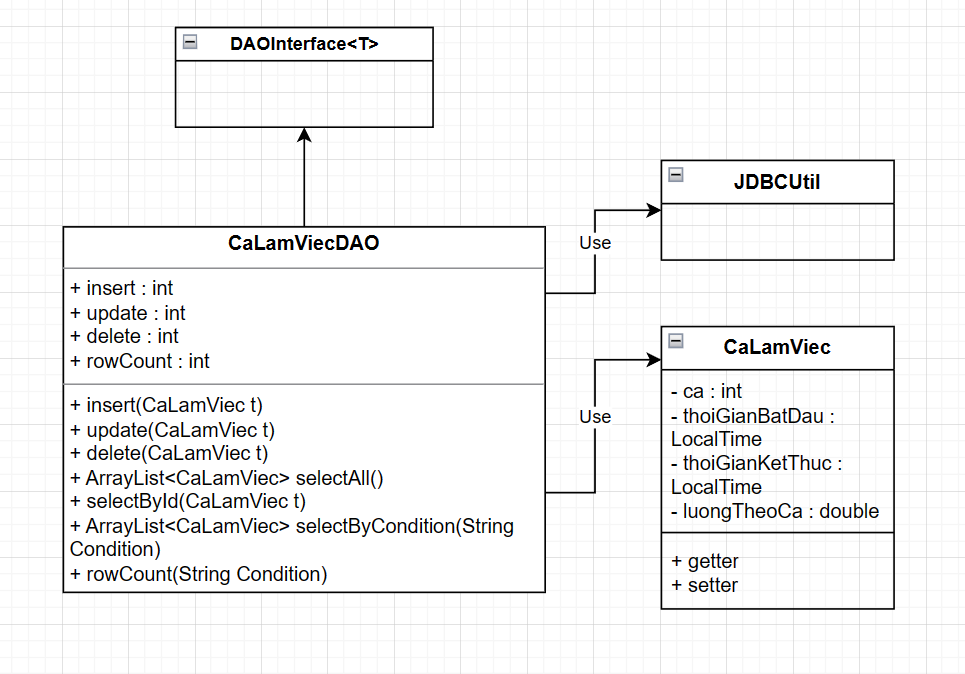 DAOInterface<T>
JDBCUtil
CaLamViecDAO
Use
+ insert : int
+ update : int
+ delete : int
+ rowCount : int
CaLamViec
- ca : int
- thoiGianBatDau :
LocalTime
- thoiGianKetThuc :
LocalTime
- luongTheoCa : double
+ getter
+ setter
Use
+ insert(CaLamViec t)
+ update(CaLamViec t)
+ delete(CaLamViec t)
+ ArrayList<CaLamViec> selectAll()
+ selectById(CaLamViec t)
+ ArrayList<CaLamViec> selectByCondition(String
Condition)
+ rowCount(String Condition)